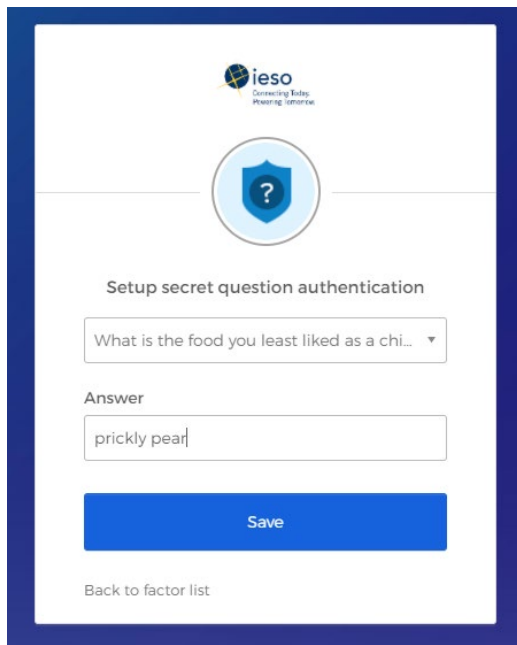 ieso
Connecting Today.
Powering Tomorrow.
?
Setup secret question authentication
What is the food you least liked as a chi...
Answer
prickly pear
Save
Back to factor list